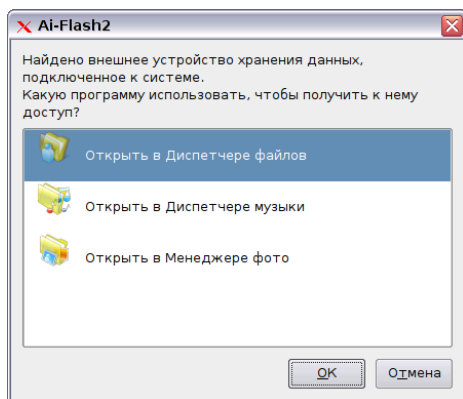 Ai-Flash2
Найдено внешнее устройство хранения данных,
подключенное к системе.
Какую программу использовать, чтобы получить к нему
доступ?
Открыть в Диспетчере файлов
Открыть в Диспетчере музыки
Открыть в Менеджере фото
OK Отмена